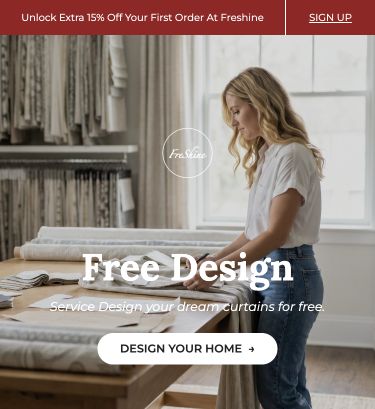 Unlock Extra 15% Off Your First Order At Freshine
SIGN UP
FreShine
Free Design
Service Design your dream curtains for free.
DESIGN YOUR HOME →